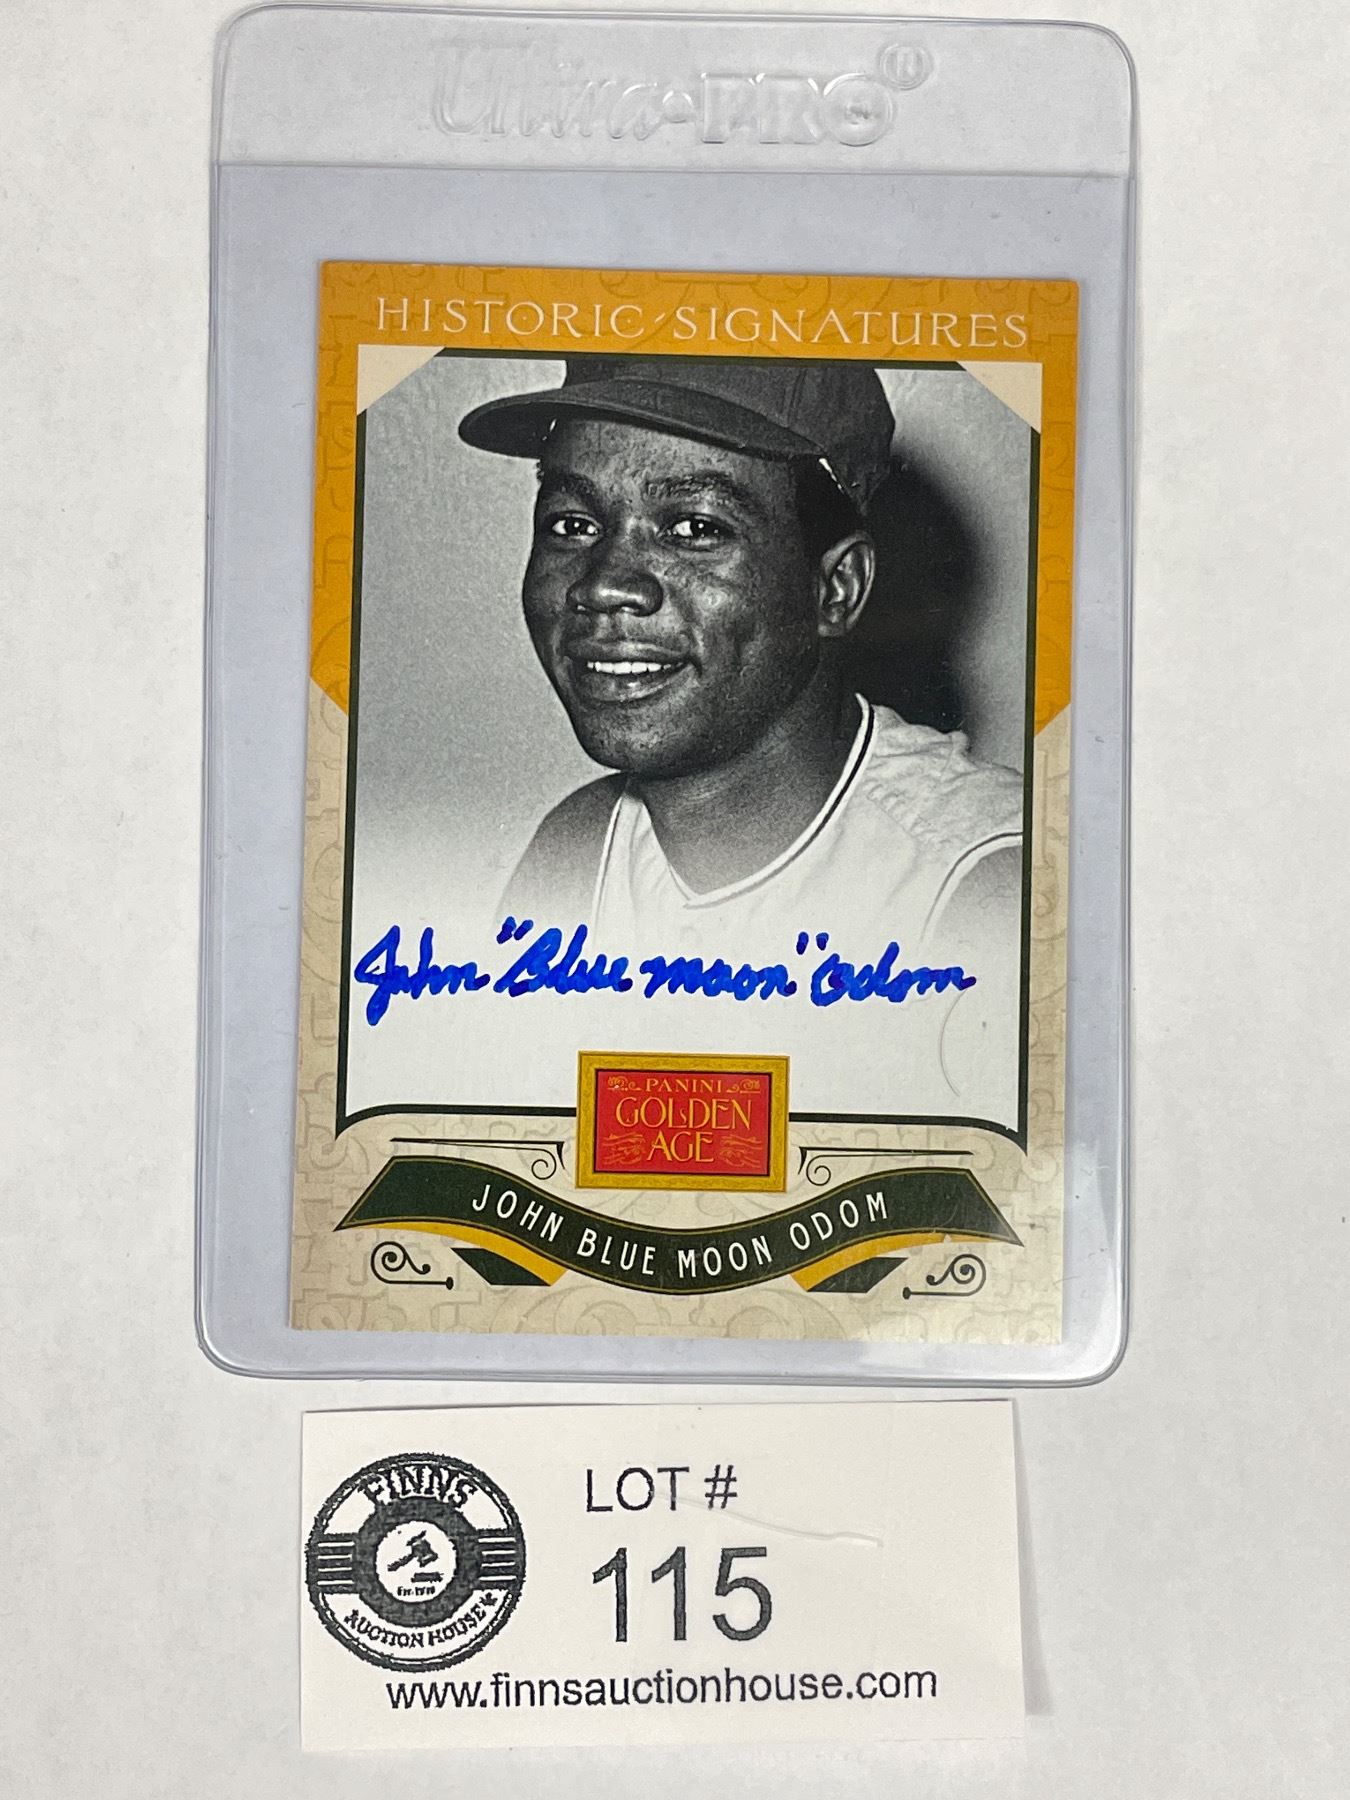 Ultra•PRO®
HISTORIC SIGNATURES
John "Blue moon" Odom
PANINI
GOLDEN
AGE
JOHN BLUE MOON ODOM
FINNS
AUCTION HOUSE
LOT #
115
www.finnsauctionhouse.com